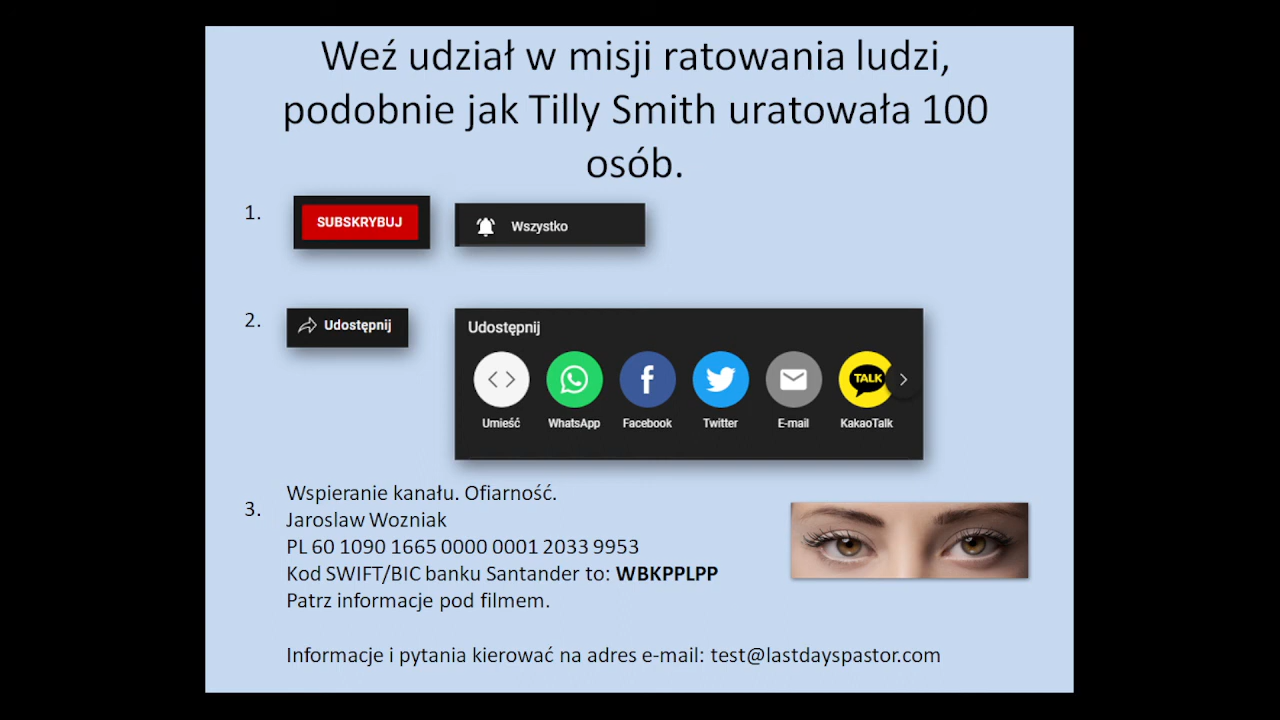 Weź udział w misji ratowania ludzi,
podobnie jak Tilly Smith uratowała 100
osób.
1.
SUBSKRYBUJ
Wszystko
2.
Udostępnij
Udostępnij
TALK
Umieść WhatsApp Facebook Twitter E-mail KakaoTalk
3.
Wspieranie kanału. Ofiarność.
Jaroslaw Wozniak
PL 60 1090 1665 0000 0001 2033 9953
Kod SWIFT/BIC banku Santander to: WBKPPLPP
Patrz informacje pod filmem.
Informacje i pytania kierować na adres e-mail: test@lastdayspastor.com